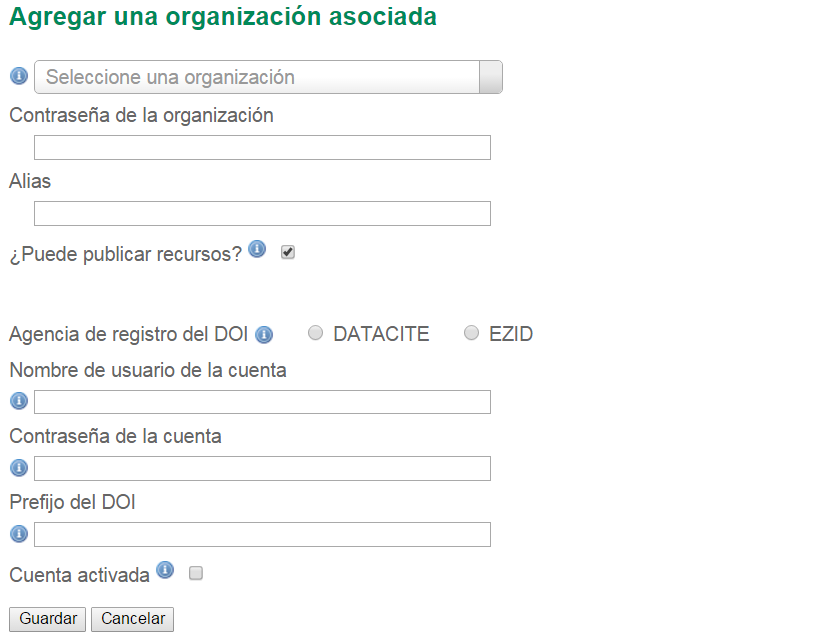 Agregar una organización asociada
Seleccione una organización
Contraseña de la organización
Alias
¿Puede publicar recursos?
Agencia de registro del DOI DATACITE EZID
Nombre de usuario de la cuenta
Contraseña de la cuenta
Prefijo del DOI
Cuenta activada
Guardar Cancelar